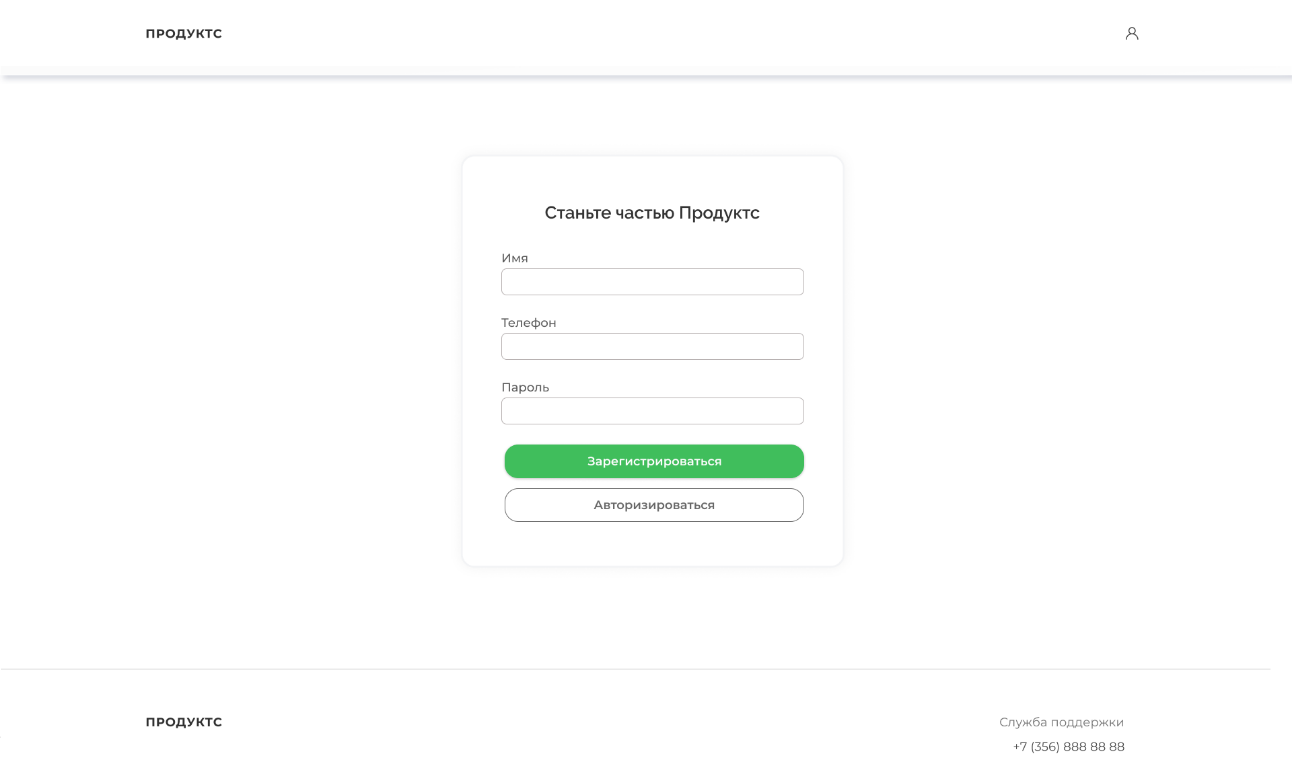 ПРОДУКТС
Станьте частью Продуктс
Имя
Телефон
Пароль
Зарегистрироваться
Авторизироваться
ПРОДУКТС
Служба поддержки
+7 (356) 888 88 88